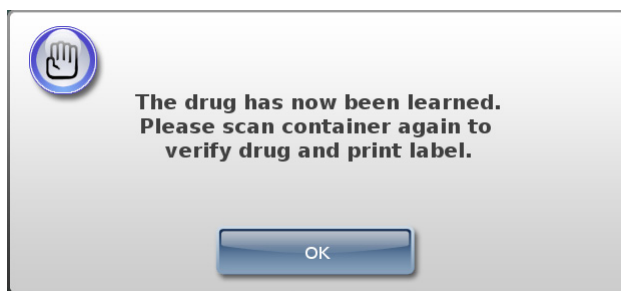 The drug has now been learned.
Please scan container again to
verify drug and print label.
OK